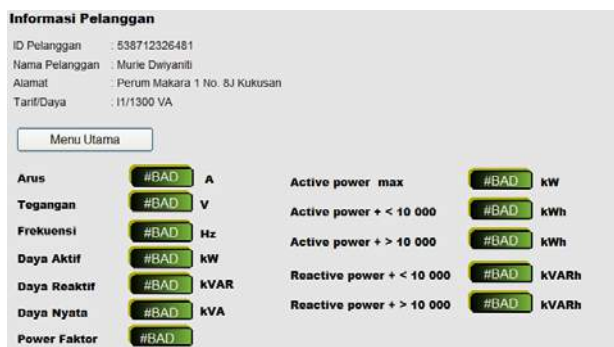 Informasi Pelanggan
ID Pelanggan : 538712326481
Nama Pelanggan : Murie Dwiyaniti
Alamat : Perum Makara 1 No. 8J Kukusan
Tarif/Daya : I1/1300 VA
Menu Utama
Arus #BAD A
Tegangan #BAD V
Frekuensi #BAD Hz
Daya Aktif #BAD kW
Daya Reaktif #BAD kVAR
Daya Nyata #BAD kVA
Power Faktor #BAD
Active power max #BAD kW
Active power + < 10 000 #BAD kWh
Active power + > 10 000 #BAD kWh
Reactive power + < 10 000 #BAD kVARh
Reactive power + > 10 000 #BAD kVARh